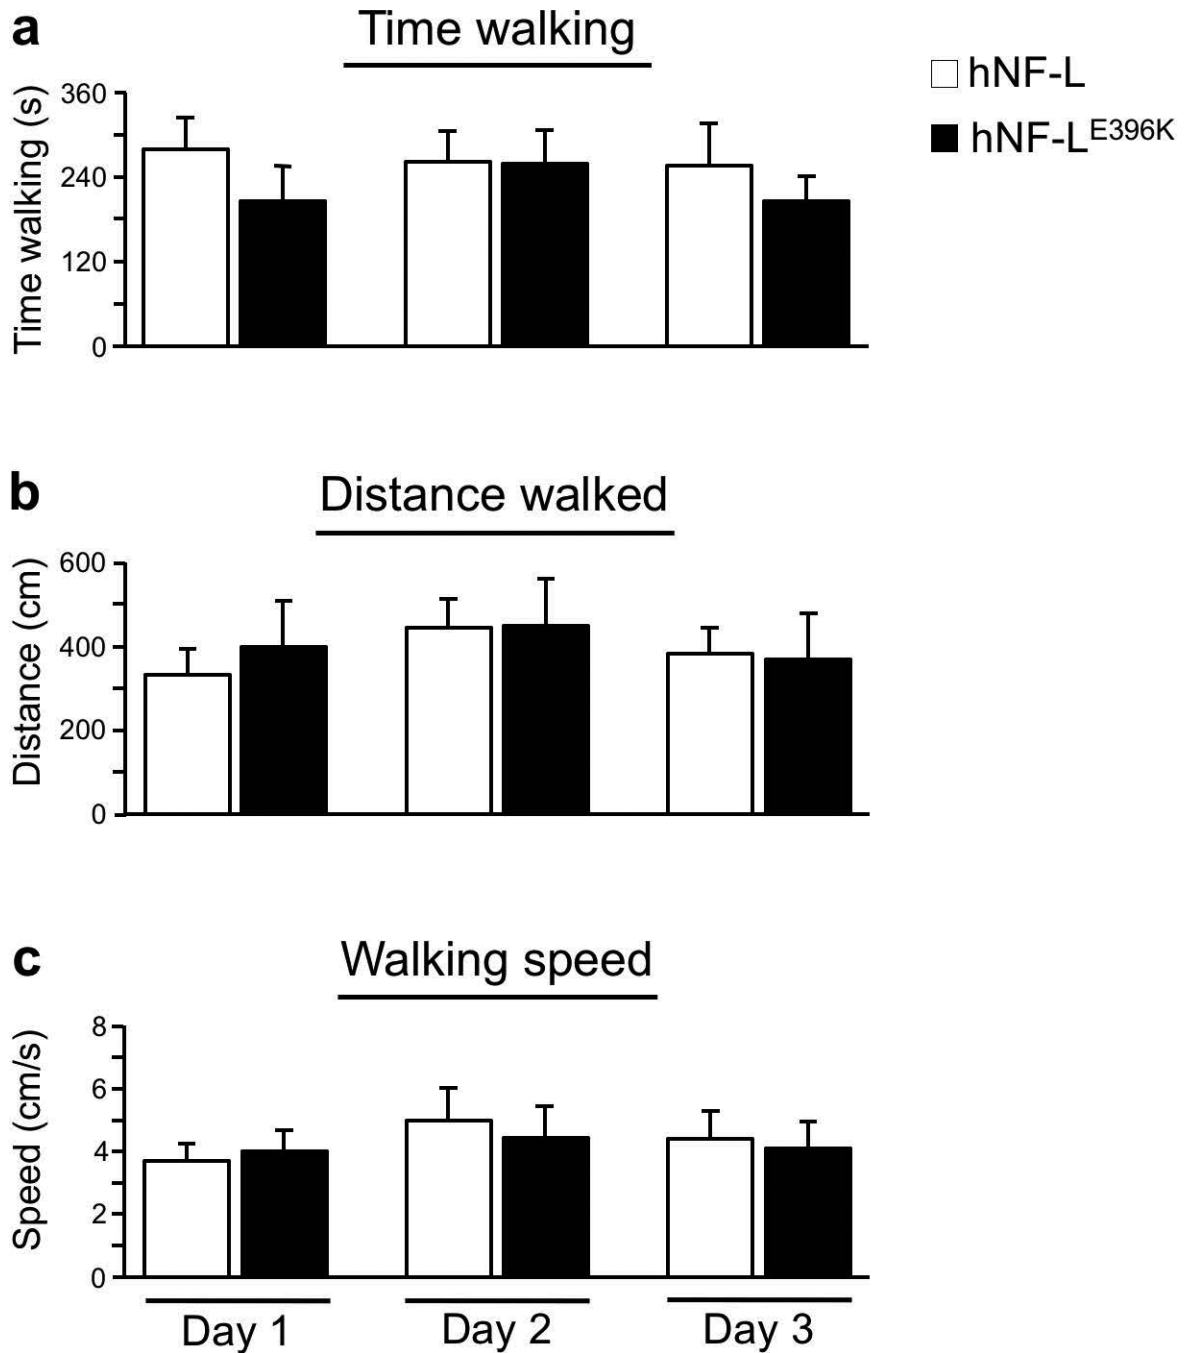 a
Time walking
hNF-L
hNF-L^E396K
Time walking (s)
360
240
120
0
b
Distance walked
Distance (cm)
600
400
200
0
c
Walking speed
Speed (cm/s)
8
6
4
2
0
Day 1
Day 2
Day 3